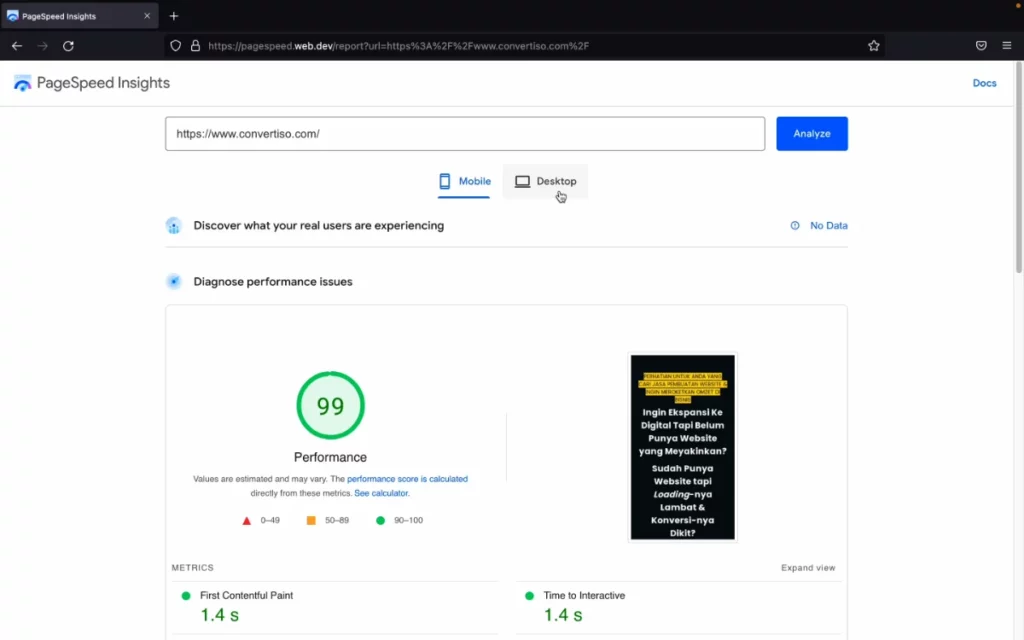 PageSpeed Insights
https://pagespeed.web.dev/report?url=https%3A%2F%2Fwww.convertiso.com%2F
PageSpeed Insights
Docs
https://www.convertiso.com/
Analyze
Mobile
Desktop
Discover what your real users are experiencing
No Data
Diagnose performance issues
99
Performance
Values are estimated and may vary. The performance score is calculated
directly from these metrics. See calculator.
0–49
50–89
90–100
PERHATIAN UNTUK ANDA YANG
CARI JASA PEMBUATAN WEBSITE &
INGIN MEROKETKAN OMZET DI
BISNIS
Ingin Ekspansi Ke
Digital Tapi Belum
Punya Website
yang Meyakinkan?
Sudah Punya
Website tapi
Loading-nya
Lambat &
Konversi-nya
Dikit?
METRICS
Expand view
First Contentful Paint
1.4 s
Time to Interactive
1.4 s